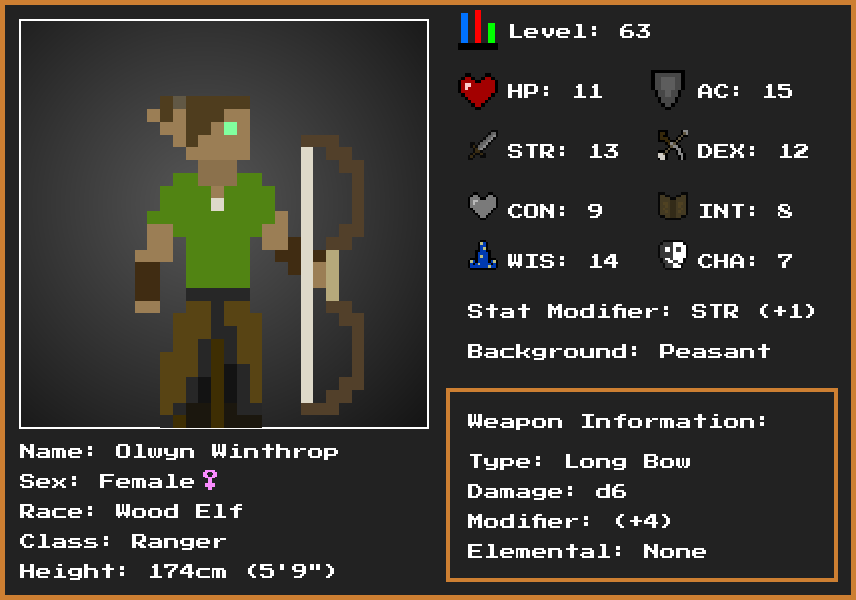 Level: 63
HP: 11
AC: 15
STR: 13
DEX: 12
CON: 9
INT: 8
WIS: 14
CHA: 7
Stat Modifier: STR (+1)
Background: Peasant
Weapon Information:
Type: Long Bow
Damage: d6
Modifier: (+4)
Elemental: None
Name: Olwyn Winthrop
Sex: Female♀
Race: Wood Elf
Class: Ranger
Height: 174cm (5'9")